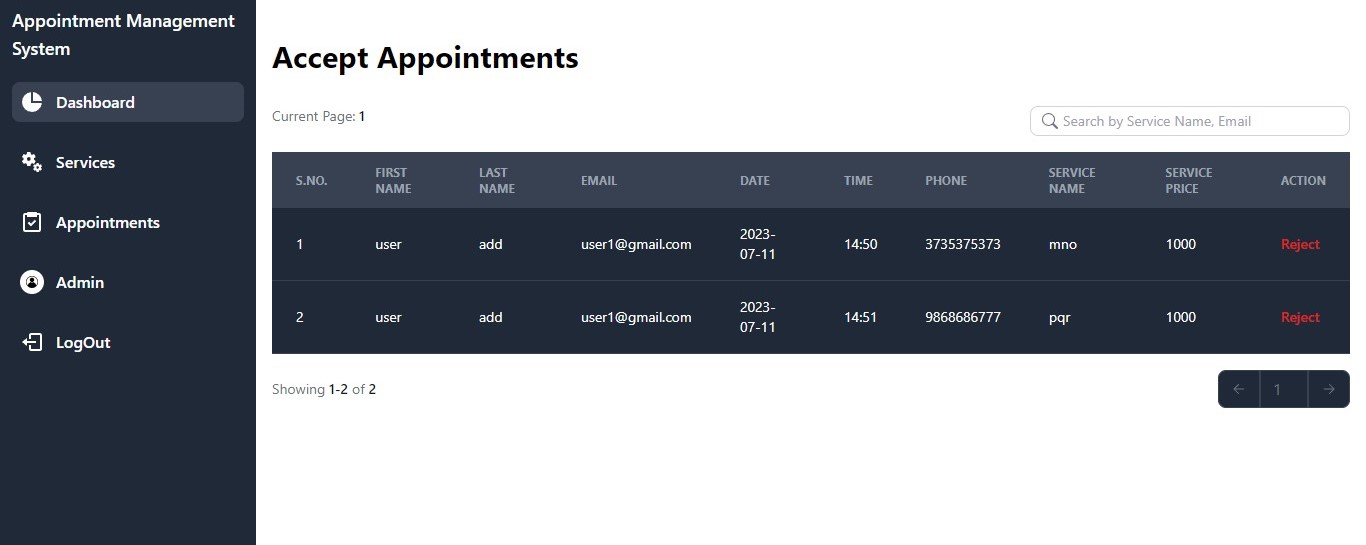 Appointment Management
System
Dashboard
Services
Appointments
Admin
LogOut
Accept Appointments
Current Page: 1
Search by Service Name, Email
S.NO. FIRST NAME LAST NAME EMAIL DATE TIME PHONE SERVICE NAME SERVICE PRICE ACTION
1 user add user1@gmail.com 2023-07-11 14:50 3735375373 mno 1000 Reject
2 user add user1@gmail.com 2023-07-11 14:51 9868686777 pqr 1000 Reject
Showing 1-2 of 2
1